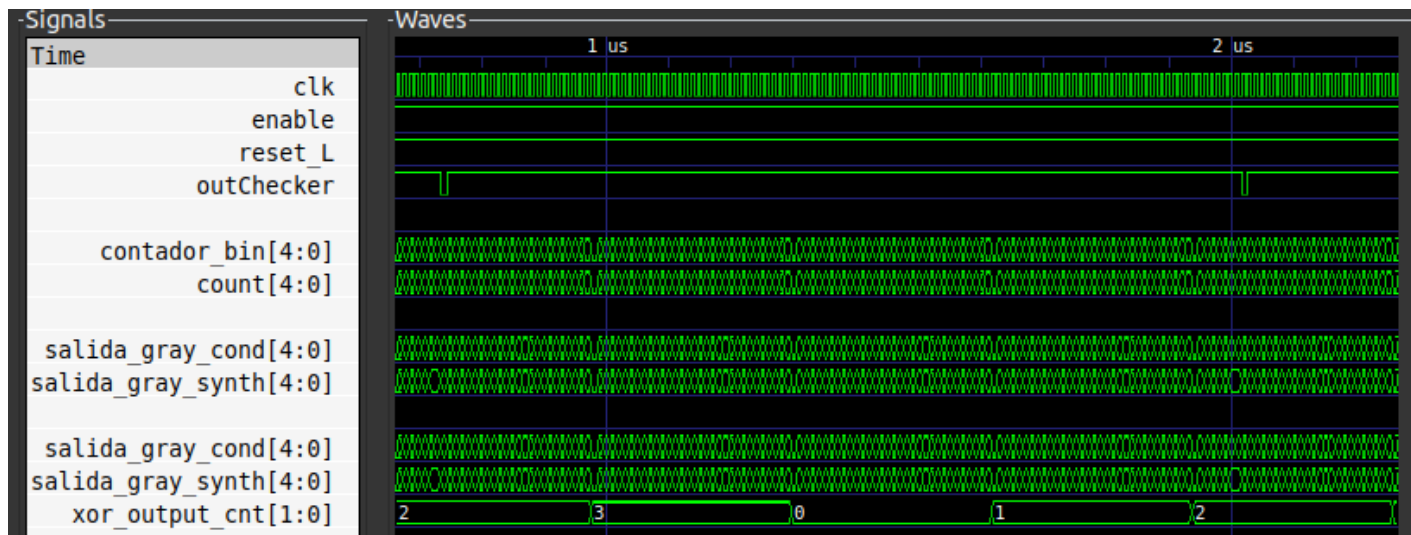 Signals
Waves
Time
1 us
2 us
clk
enable
reset_L
outChecker
contador_bin[4:0]
count[4:0]
salida_gray_cond[4:0]
salida_gray_synth[4:0]
salida_gray_cond[4:0]
salida_gray_synth[4:0]
xor_output_cnt[1:0]
2 3 0 1 2